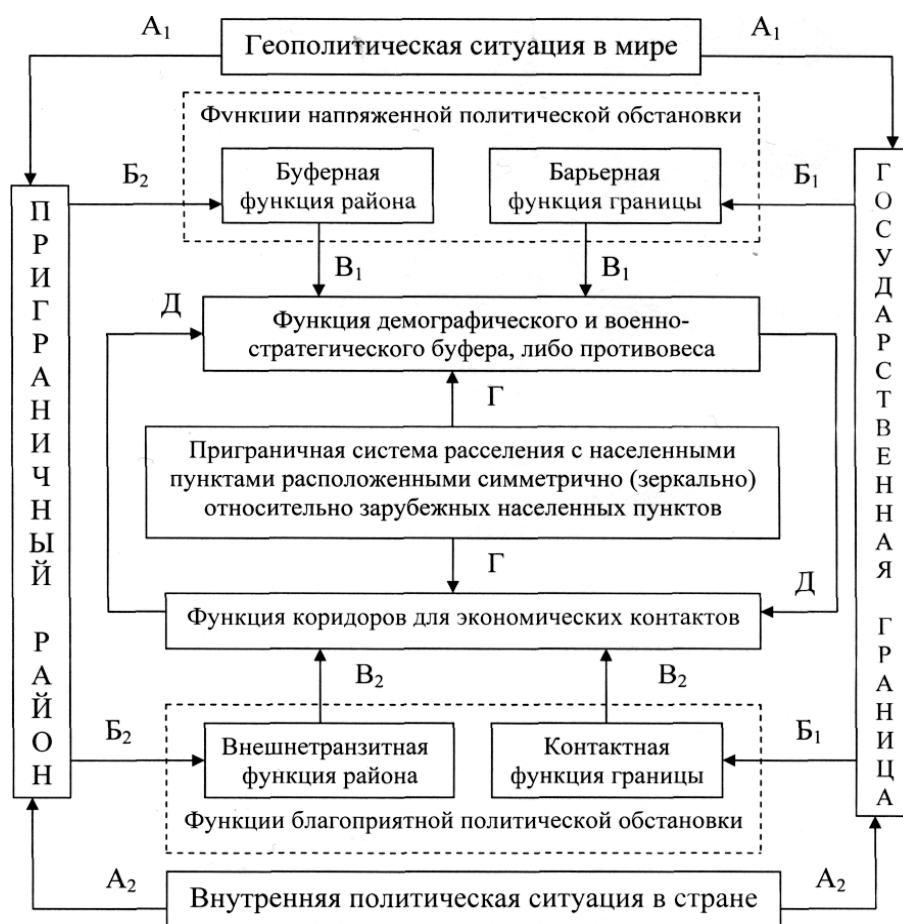 А1
Геополитическая ситуация в мире
А1
Функции напряженной политической обстановки
Б2
Буферная
функция района
Барьерная
функция границы
Б1
ПРИГРАНИЧНЫЙ РАЙОН
ГОСУДАРСТВЕННАЯ ГРАНИЦА
В1
В1
Д
Функция демографического и военно-
стратегического буфера, либо противовеса
Г
Приграничная система расселения с населенными
пунктами расположенными симметрично (зеркально)
относительно зарубежных населенных пунктов
Г
Д
Функция коридоров для экономических контактов
В2
В2
Б2
Внешнетранзитная
функция района
Контактная
функция границы
Б1
Функции благоприятной политической обстановки
А2
Внутренняя политическая ситуация в стране
А2